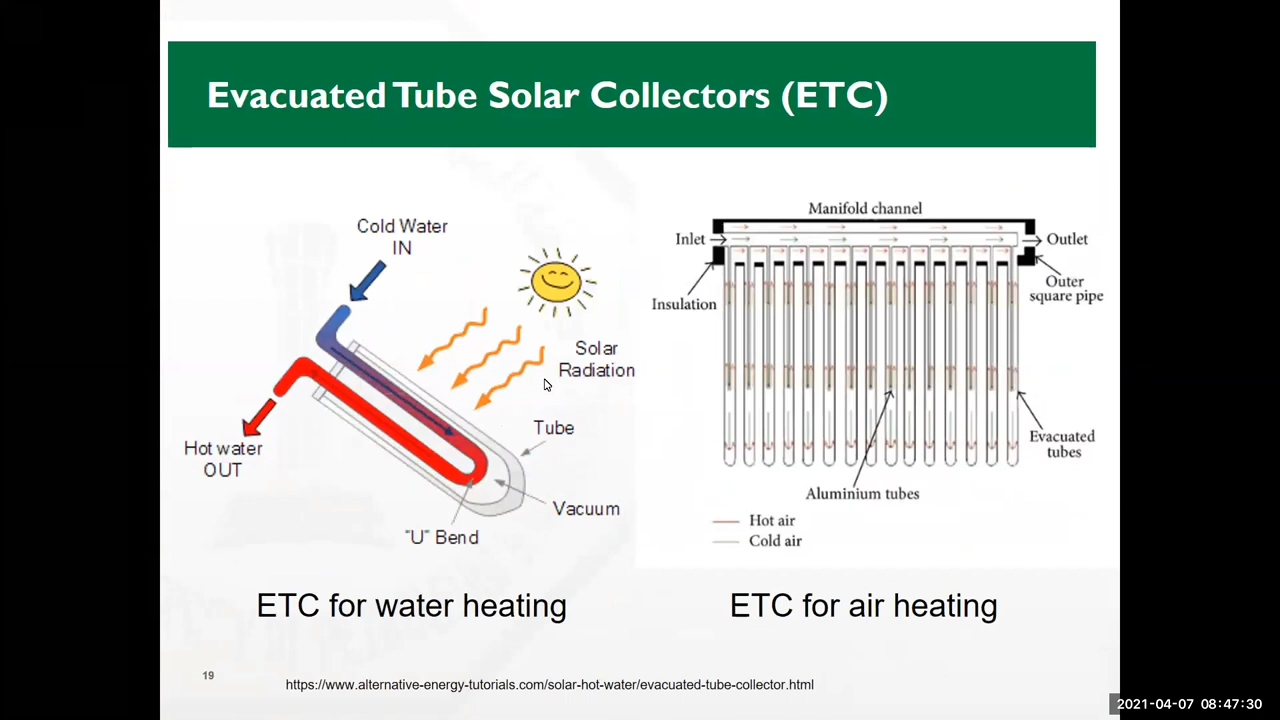 Evacuated Tube Solar Collectors (ETC)
Cold Water
IN
Solar
Radiation
Tube
Hot water
OUT
Vacuum
"U" Bend
ETC for water heating
Manifold channel
Inlet
Outlet
Insulation
Outer
square pipe
Evacuated
tubes
Aluminium tubes
Hot air
Cold air
ETC for air heating
19
https://www.alternative-energy-tutorials.com/solar-hot-water/evacuated-tube-collector.html
2021-04-07 08:47:30